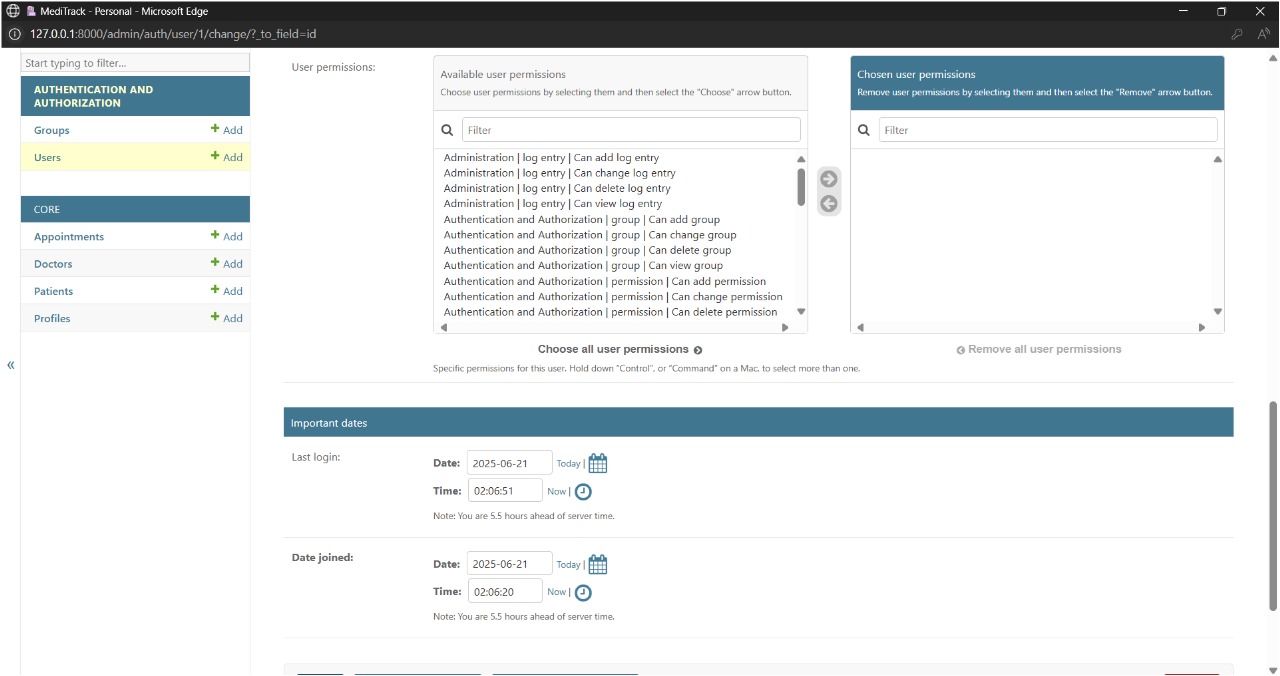 MediTrack - Personal - Microsoft Edge
127.0.0.1:8000/admin/auth/user/1/change/?_to_field=id
Start typing to filter...
AUTHENTICATION AND
AUTHORIZATION
Groups
Add
Users
Add
CORE
Appointments
Add
Doctors
Add
Patients
Add
Profiles
Add
«
User permissions:
Available user permissions
Choose user permissions by selecting them and then select the "Choose" arrow button.
Filter
Administration | log entry | Can add log entry
Administration | log entry | Can change log entry
Administration | log entry | Can delete log entry
Administration | log entry | Can view log entry
Authentication and Authorization | group | Can add group
Authentication and Authorization | group | Can change group
Authentication and Authorization | group | Can delete group
Authentication and Authorization | group | Can view group
Authentication and Authorization | permission | Can add permission
Authentication and Authorization | permission | Can change permission
Authentication and Authorization | permission | Can delete permission
Choose all user permissions
Chosen user permissions
Remove user permissions by selecting them and then select the "Remove" arrow button.
Filter
Remove all user permissions
Specific permissions for this user. Hold down "Control", or "Command" on a Mac, to select more than one.
Important dates
Last login:
Date: 2025-06-21 Today |
Time: 02:06:51 Now |
Note: You are 5.5 hours ahead of server time.
Date joined:
Date: 2025-06-21 Today |
Time: 02:06:20 Now |
Note: You are 5.5 hours ahead of server time.